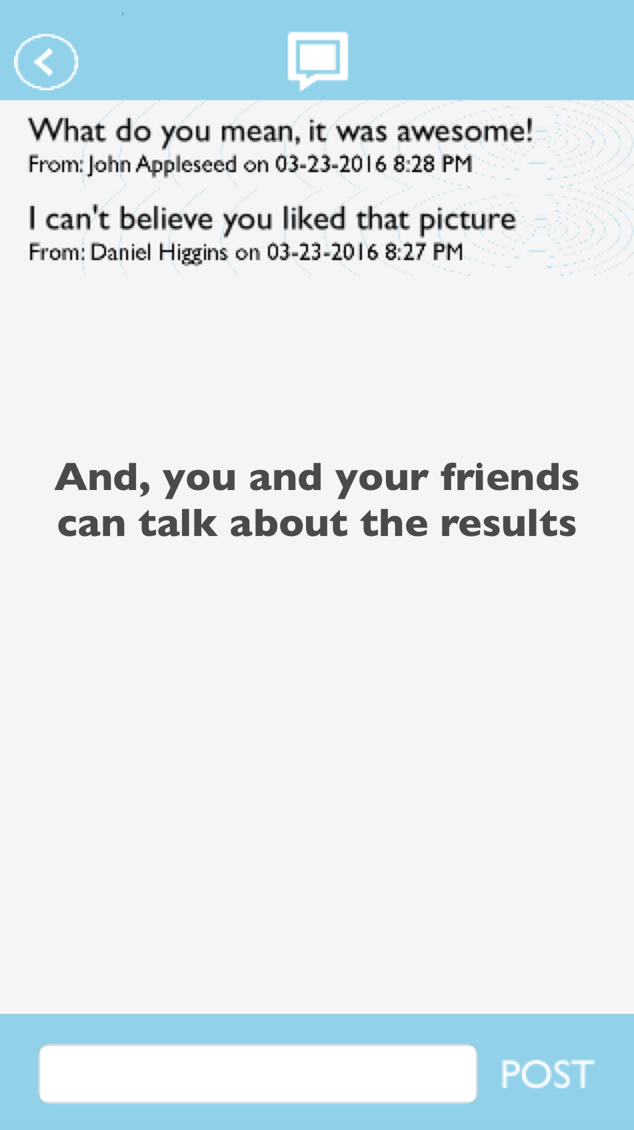 What do you mean, it was awesome!
From: John Appleseed on 03-23-2016 8:28 PM
I can't believe you liked that picture
From: Daniel Higgins on 03-23-2016 8:27 PM
And, you and your friends
can talk about the results
POST